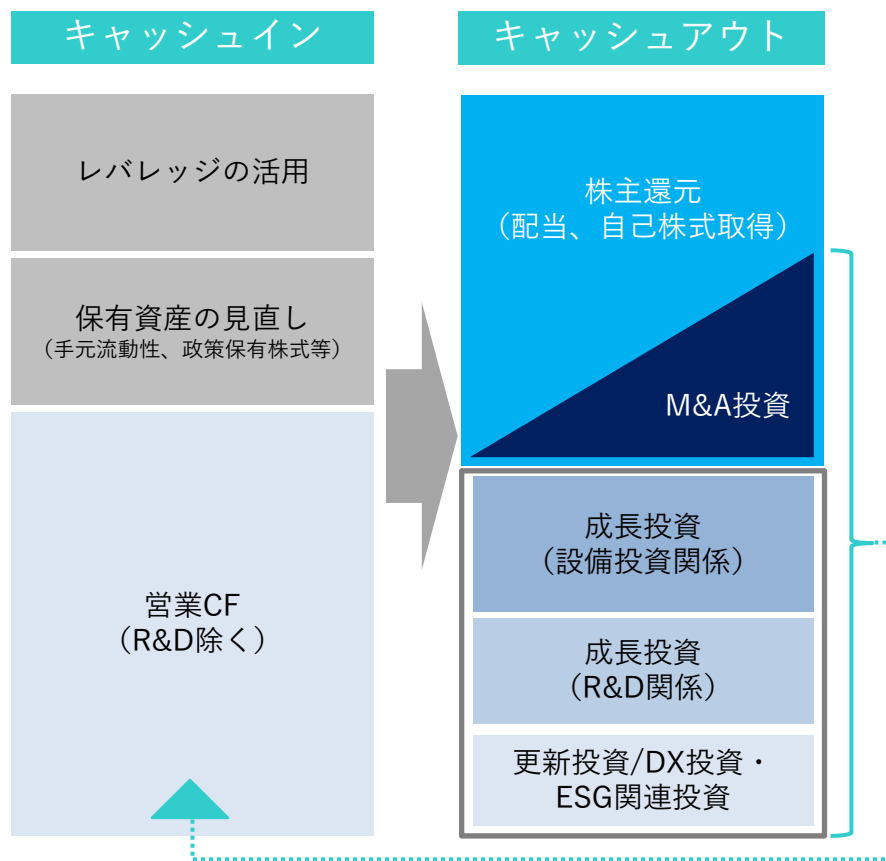 キャッシュイン
キャッシュアウト
レバレッジの活用
保有資産の見直し
（手元流動性、政策保有株式等）
営業CF
（R&D除く）
株主還元
（配当、自己株式取得）
M&A投資
成長投資
（設備投資関係）
成長投資
（R&D関係）
更新投資/DX投資・
ESG関連投資